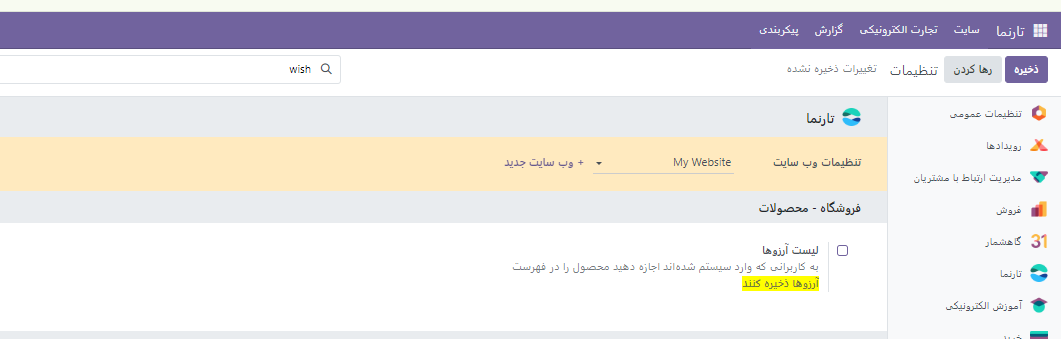 تارنما
سایت
تجارت الکترونیکی
گزارش
پیکربندی
ذخیره
رها کردن
تنظیمات
تغییرات ذخیره نشده
wish
تنظیمات عمومی
رویدادها
مدیریت ارتباط با مشتریان
فروش
گاهشمار
تارنما
آموزش الکترونیکی
خرید
تارنما
تنظیمات وب سایت
My Website
+ وب سایت جدید
فروشگاه - محصولات
لیست آرزوها
به کاربرانی که وارد سیستم شده‌اند اجازه دهید محصول را در فهرست
آرزوها ذخیره کنند